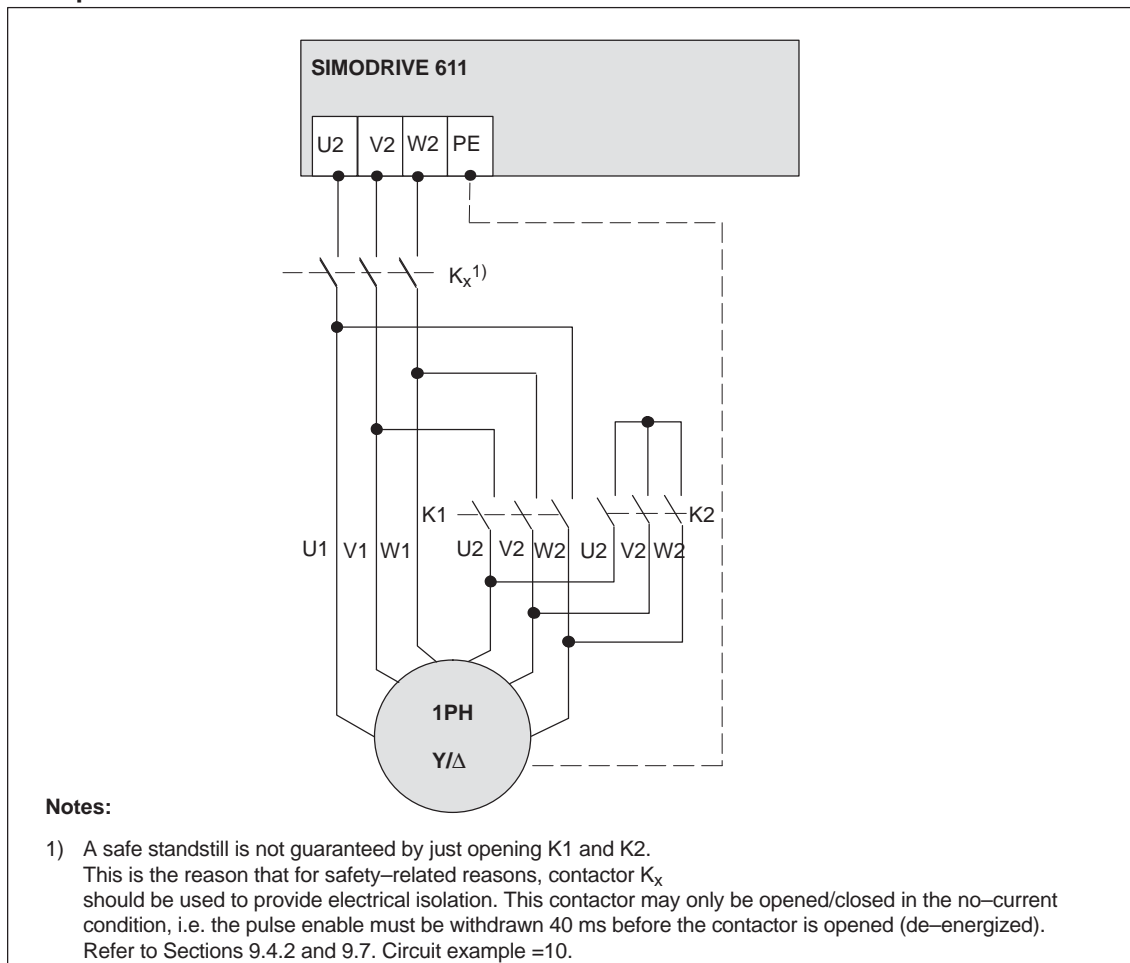 SIMODRIVE 611
U2 V2 W2 PE
Kx1)
K1 K2
U1 V1 W1 U2 V2 W2 U2 V2 W2
1PH
Y/Δ
Notes:
1) A safe standstill is not guaranteed by just opening K1 and K2.
This is the reason that for safety–related reasons, contactor Kx
should be used to provide electrical isolation. This contactor may only be opened/closed in the no–current
condition, i.e. the pulse enable must be withdrawn 40 ms before the contactor is opened (de–energized).
Refer to Sections 9.4.2 and 9.7. Circuit example =10.